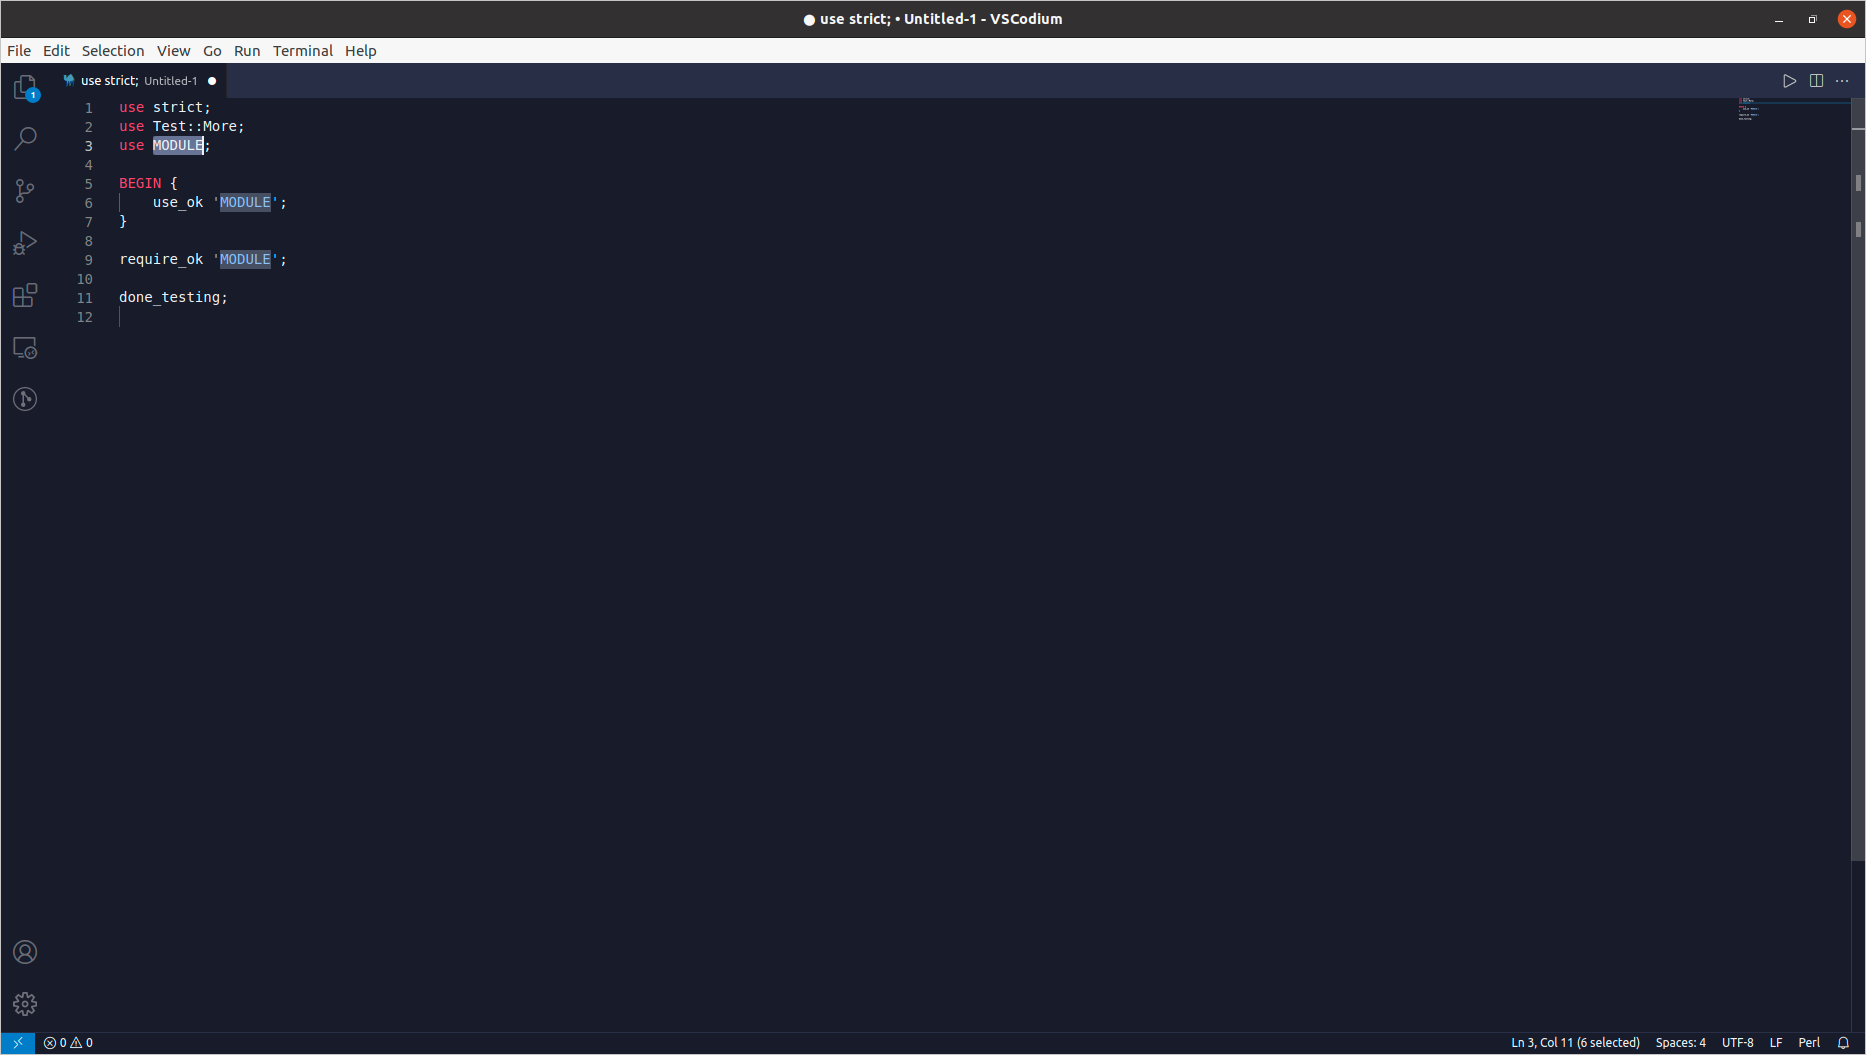 ● use strict; • Untitled-1 - VSCodium
File Edit Selection View Go Run Terminal Help
use strict; Untitled-1 ●
1
1 use strict;
2 use Test::More;
3 use MODULE;
4
5 BEGIN {
6     use_ok 'MODULE';
7 }
8
9 require_ok 'MODULE';
10
11 done_testing;
12
0 0 Ln 3, Col 11 (6 selected) Spaces: 4 UTF-8 LF Perl